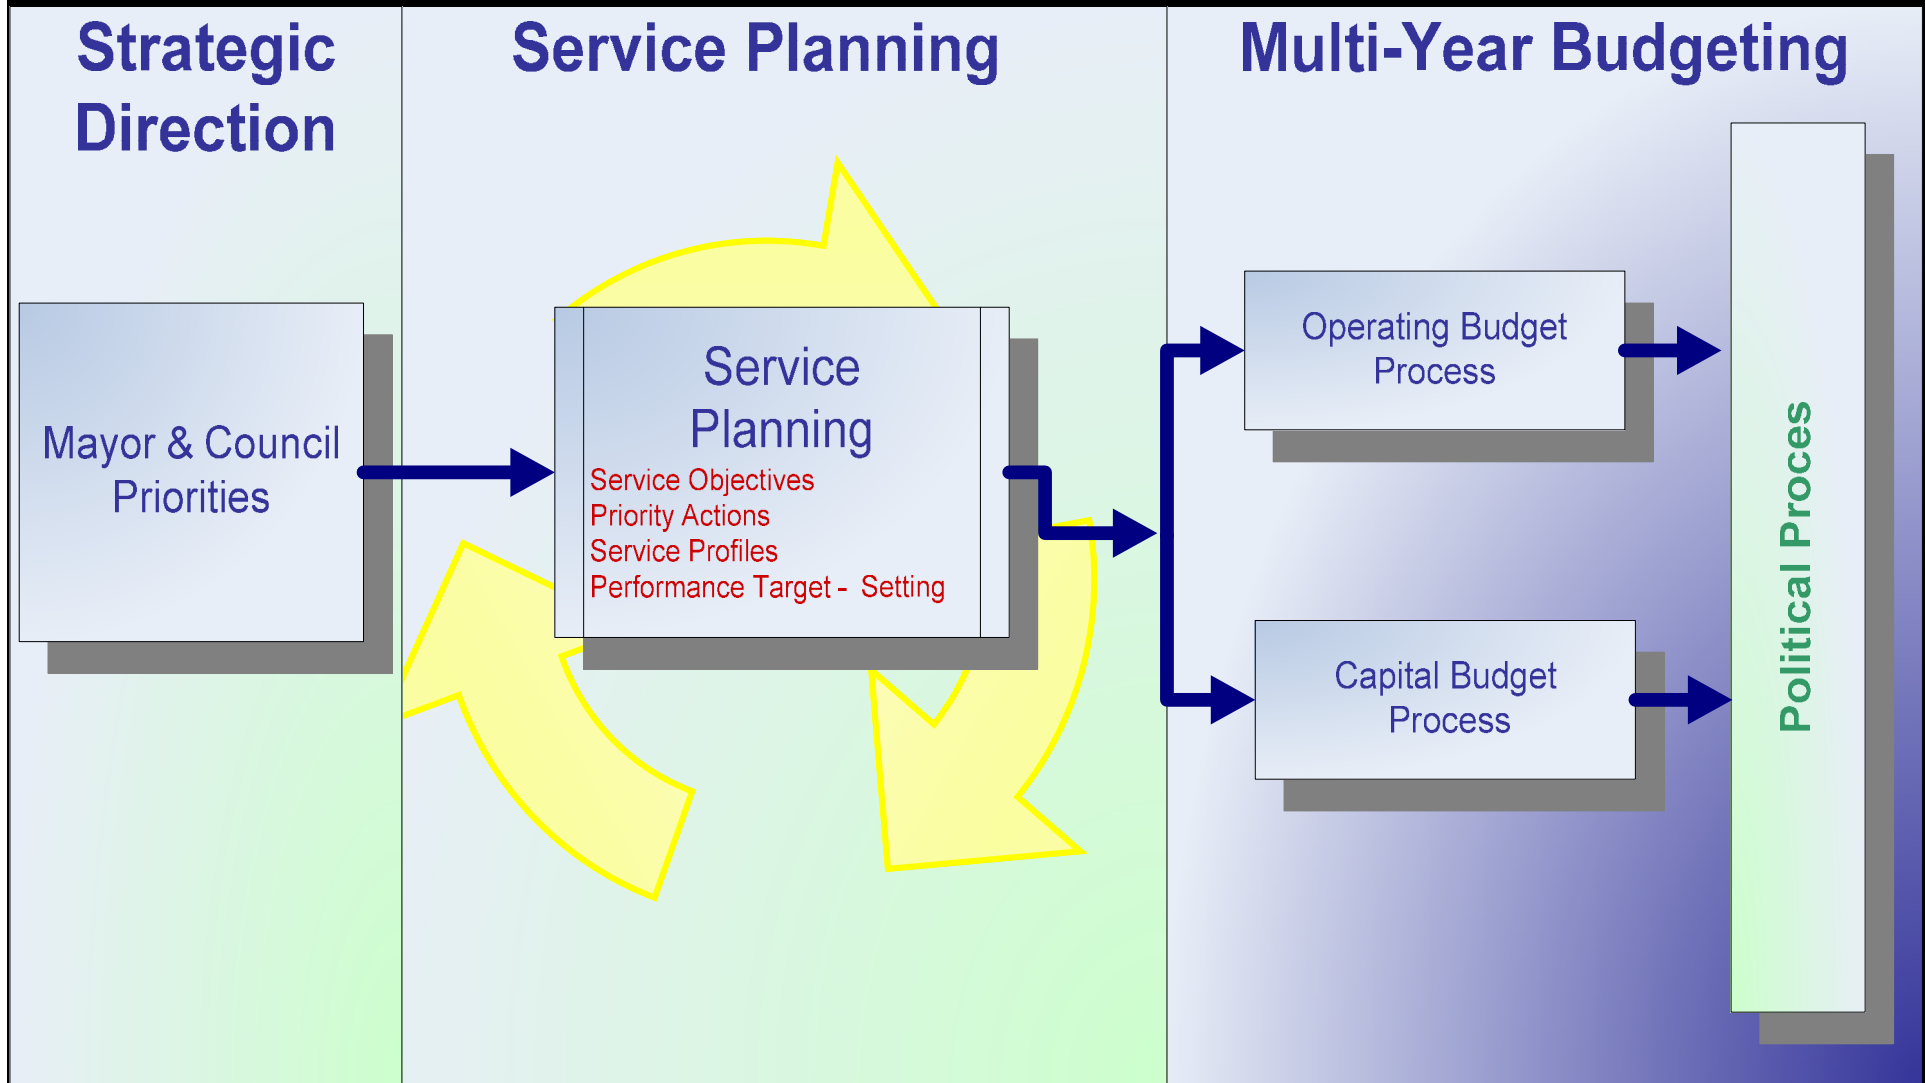 Strategic
Direction
Service Planning
Multi-Year Budgeting
Mayor & Council
Priorities
Service
Planning
Service Objectives
Priority Actions
Service Profiles
Performance Target - Setting
Operating Budget
Process
Capital Budget
Process
Political Proces